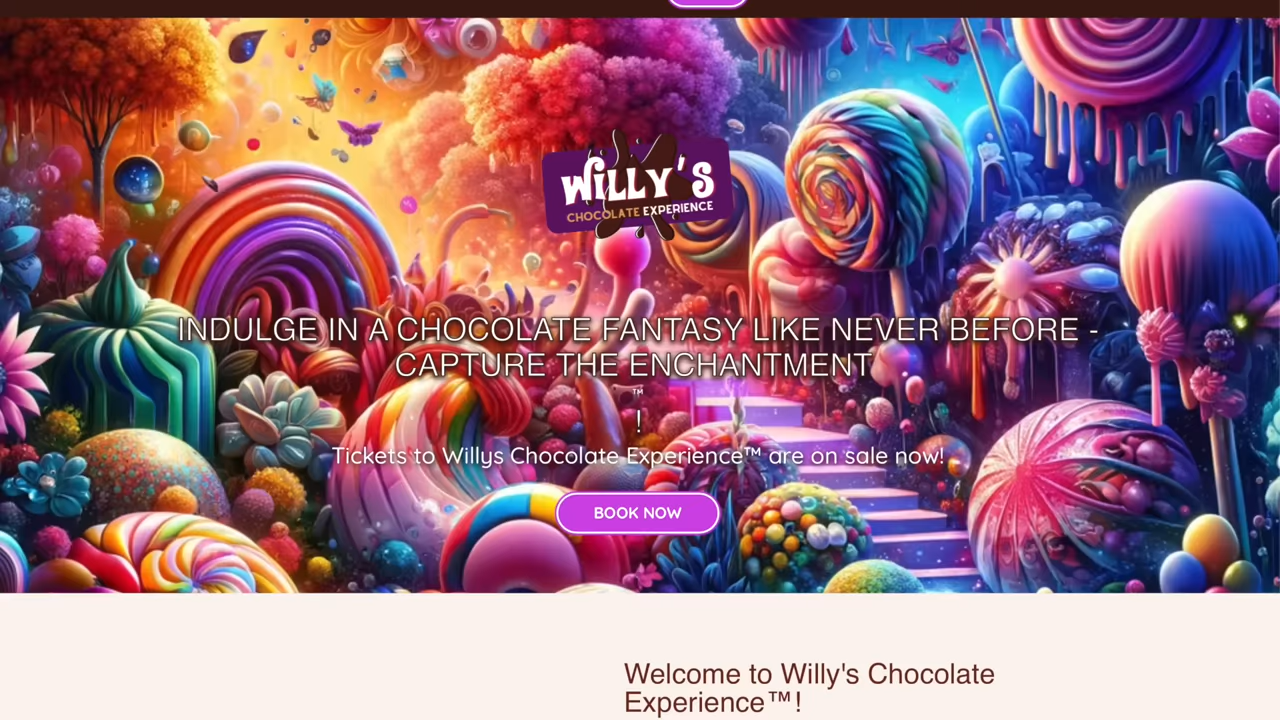 WILLY'S
CHOCOLATE EXPERIENCE
INDULGE IN A CHOCOLATE FANTASY LIKE NEVER BEFORE -
CAPTURE THE ENCHANTMENT
™
!
Tickets to Willys Chocolate Experience™ are on sale now!
BOOK NOW
Welcome to Willy's Chocolate
Experience™!